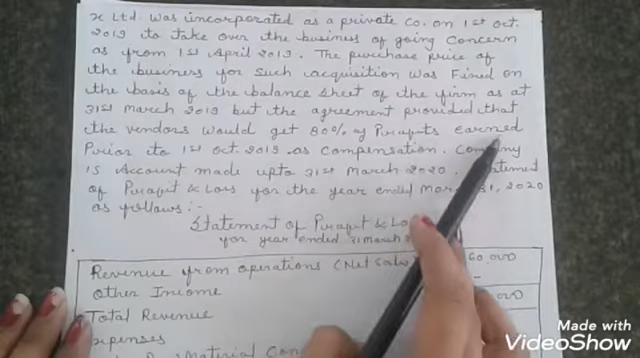 x Ltd. Was incorporated as a private Co. on 1st Oct.
2019 to take over the business of going Concern
as from 1st April 2019. The purchase price of
the business for such acquisition was Fixed on
the basis of the balance sheet of the firm as at
31st March 2019 but the agreement provided that
the vendors would get 80% of Profits earned
Prior to 1st Oct. 2019 as Compensation.
is Account made upto 31st March 2020.
of Profit & Loss for the year ended 31, 2020
as follows :-
Statement of Profit &
for year ended 31 march
Revenue from operations (Net Sales
Other Income
Total Revenue
Material
Made with
VideoShow